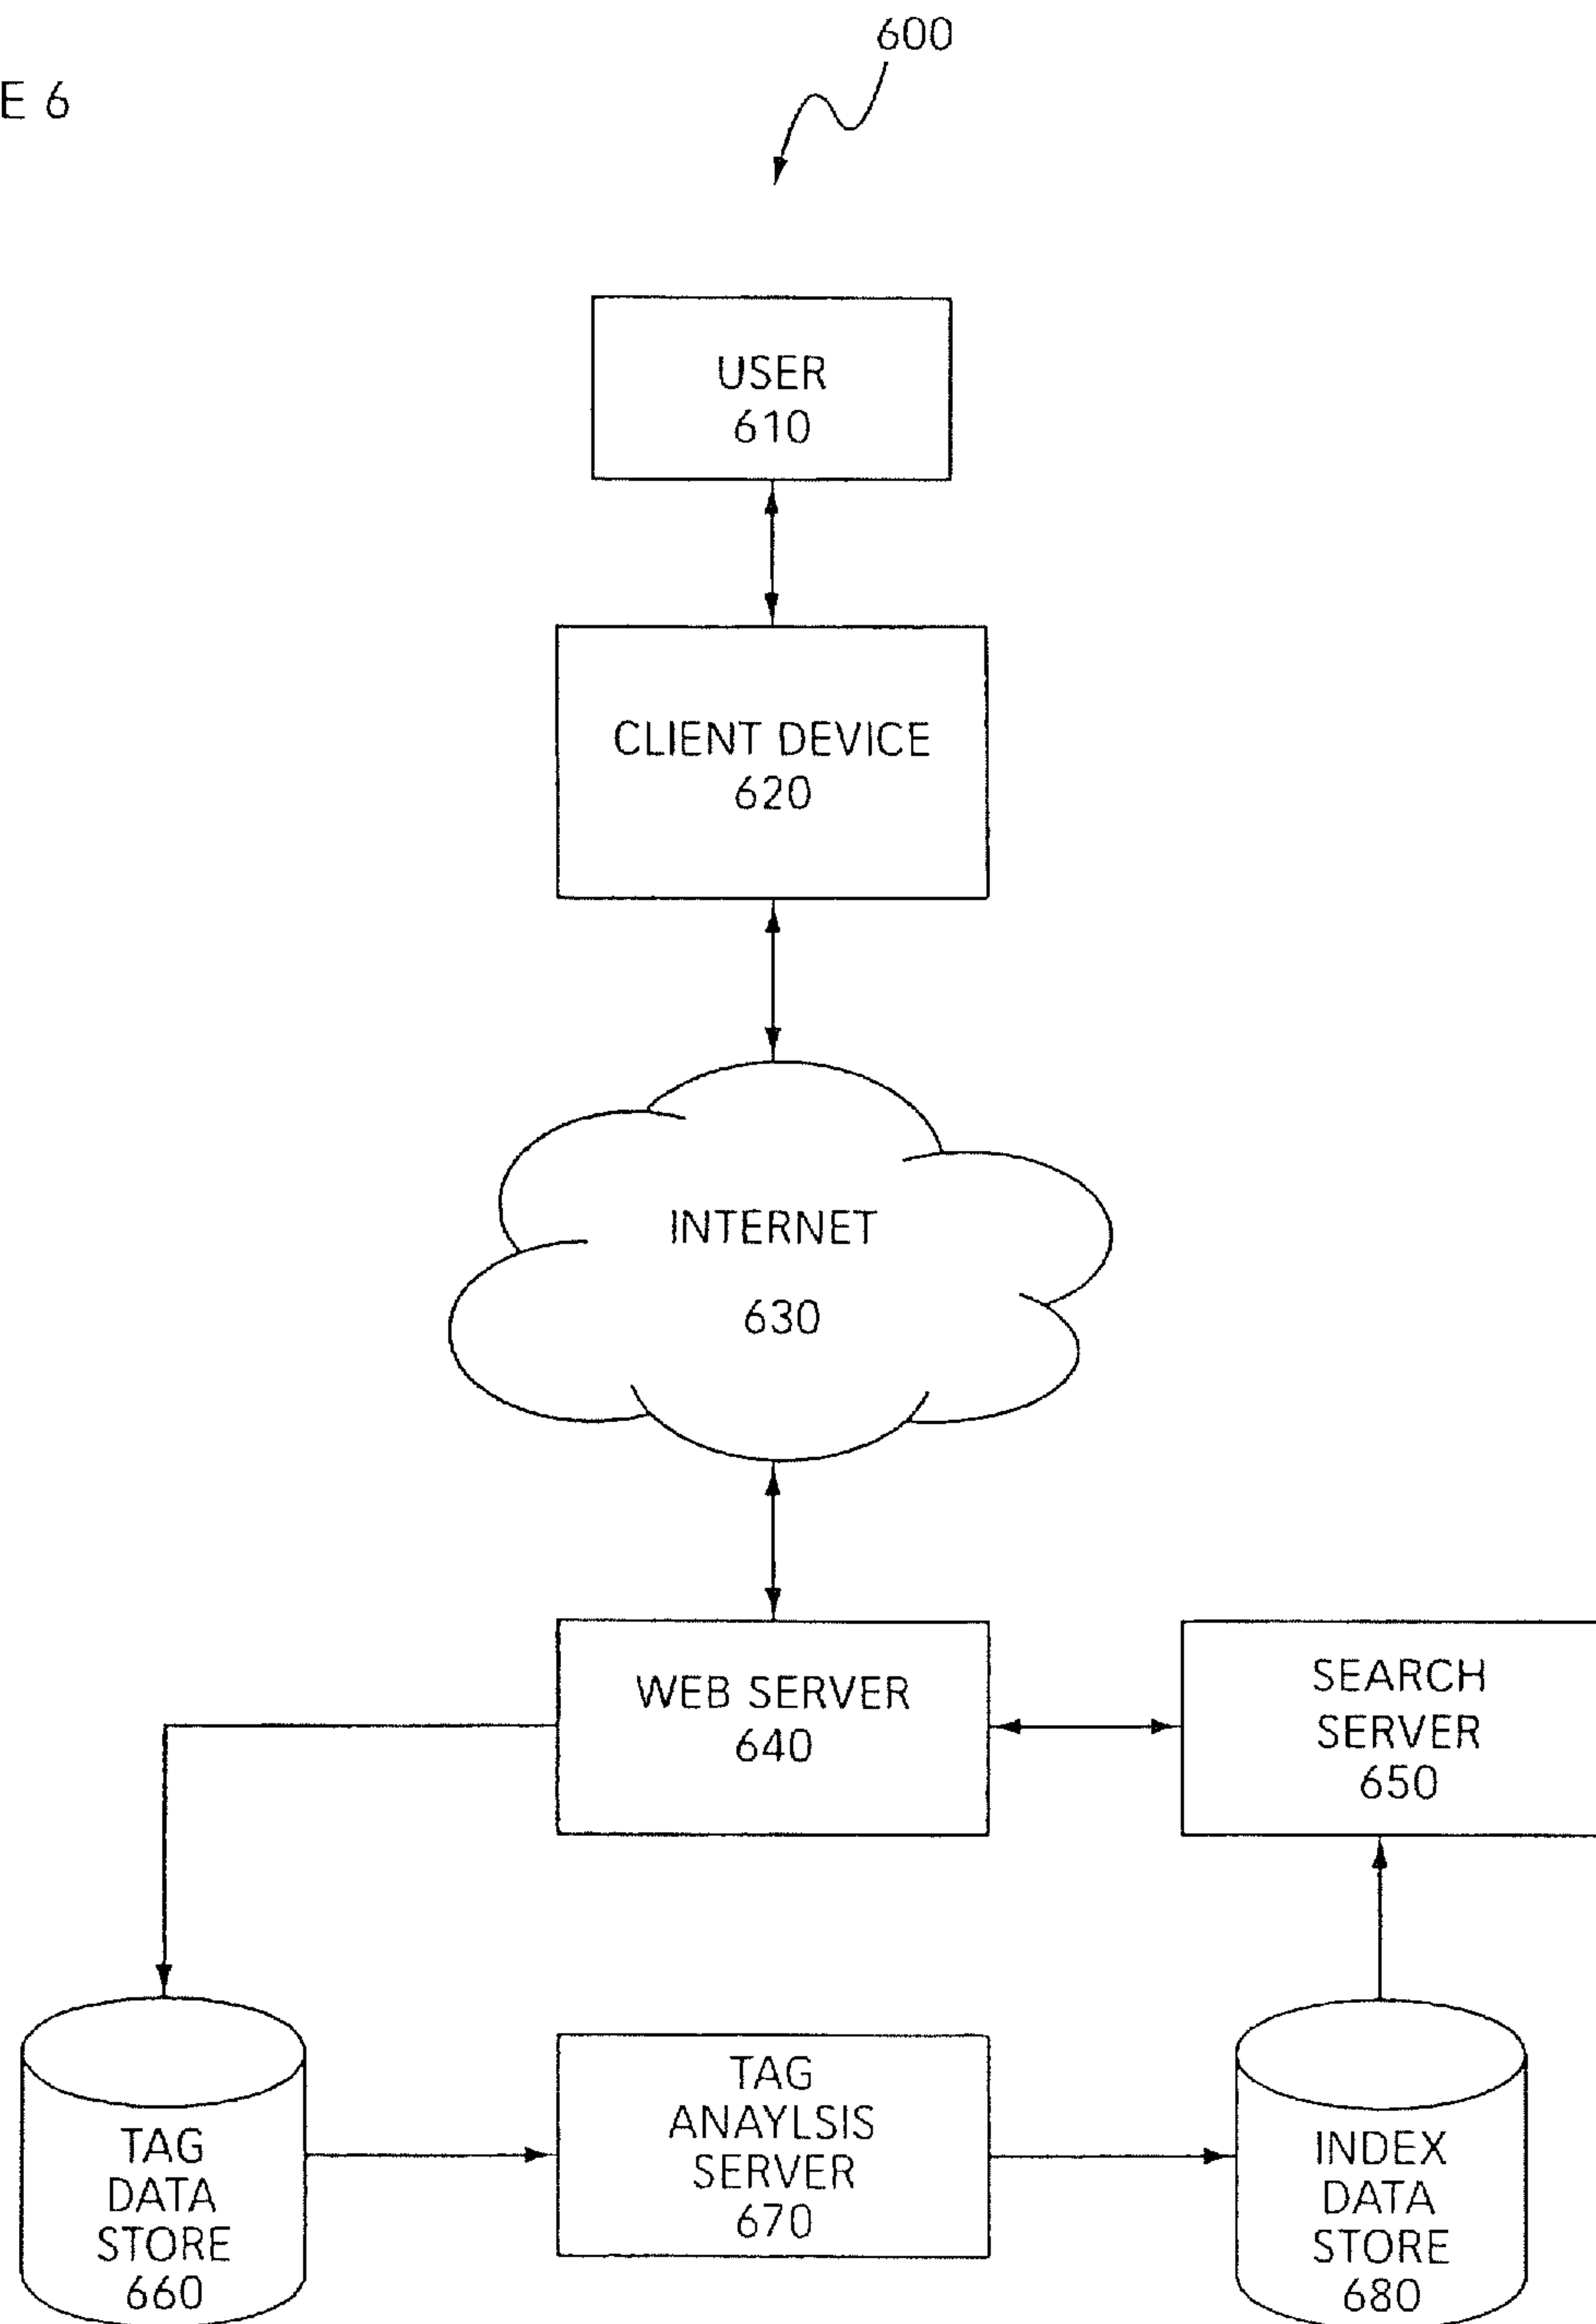 600
E 6
USER
610
CLIENT DEVICE
620
INTERNET
630
WEB SERVER
640
SEARCH
SERVER
650
TAG
DATA
STORE
660
TAG
ANAYLSIS
SERVER
670
INDEX
DATA
STORE
680